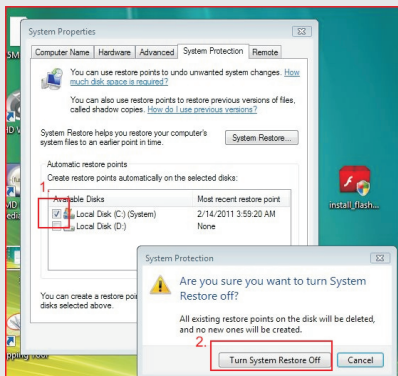 System Properties
Computer Name Hardware Advanced System Protection Remote
You can use restore points to undo unwanted system changes. How
much disk space is required?
You can also use restore points to restore previous versions of files,
called shadow copies. How do I use previous versions?
System Restore helps you restore your computer's
system files to an earlier point in time.
System Restore...
Automatic restore points
Create restore points automatically on the selected disks:
1.
Available Disks Most recent restore point
Local Disk (C:) (System) 2/14/2011 3:59:20 AM
Local Disk (D:) None
install_flash...
You can create a restore poi
disks selected above.
System Protection
Are you sure you want to turn System
Restore off?
All existing restore points on the disk will be deleted,
and no new ones will be created.
2.
Turn System Restore Off Cancel